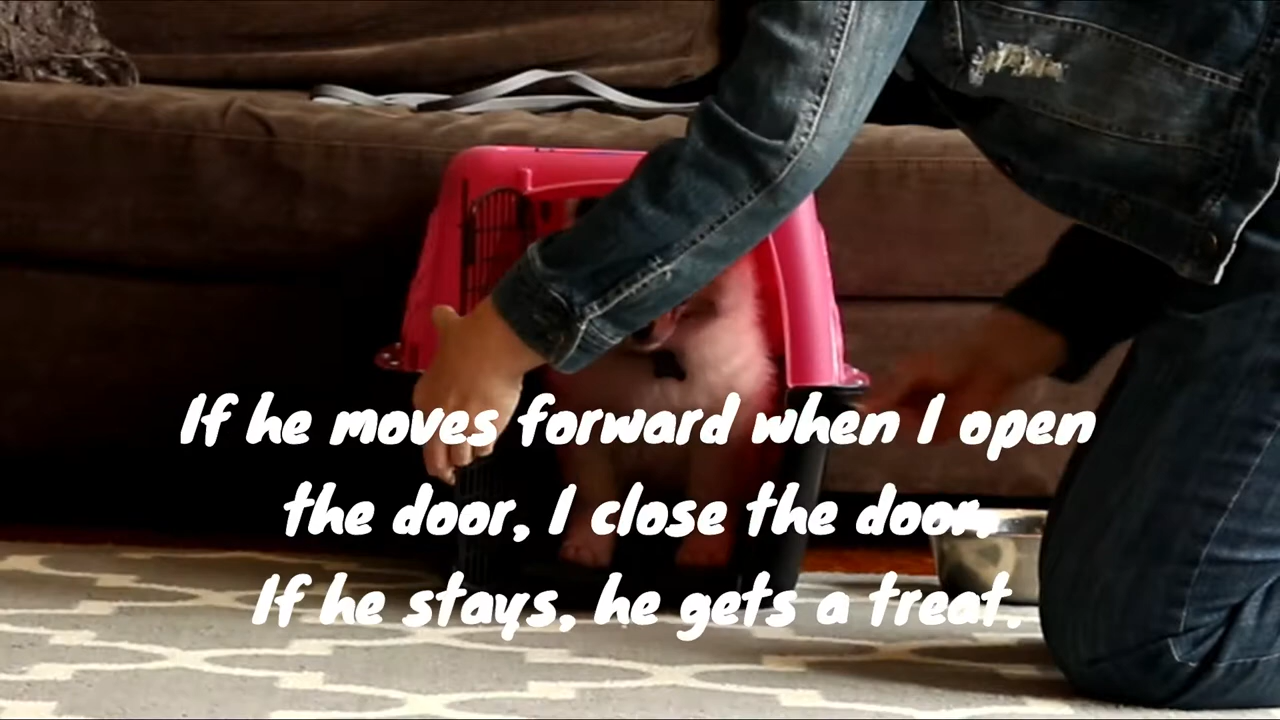 If he moves forward when I open
the door, I close the door.
If he stays, he gets a treat.